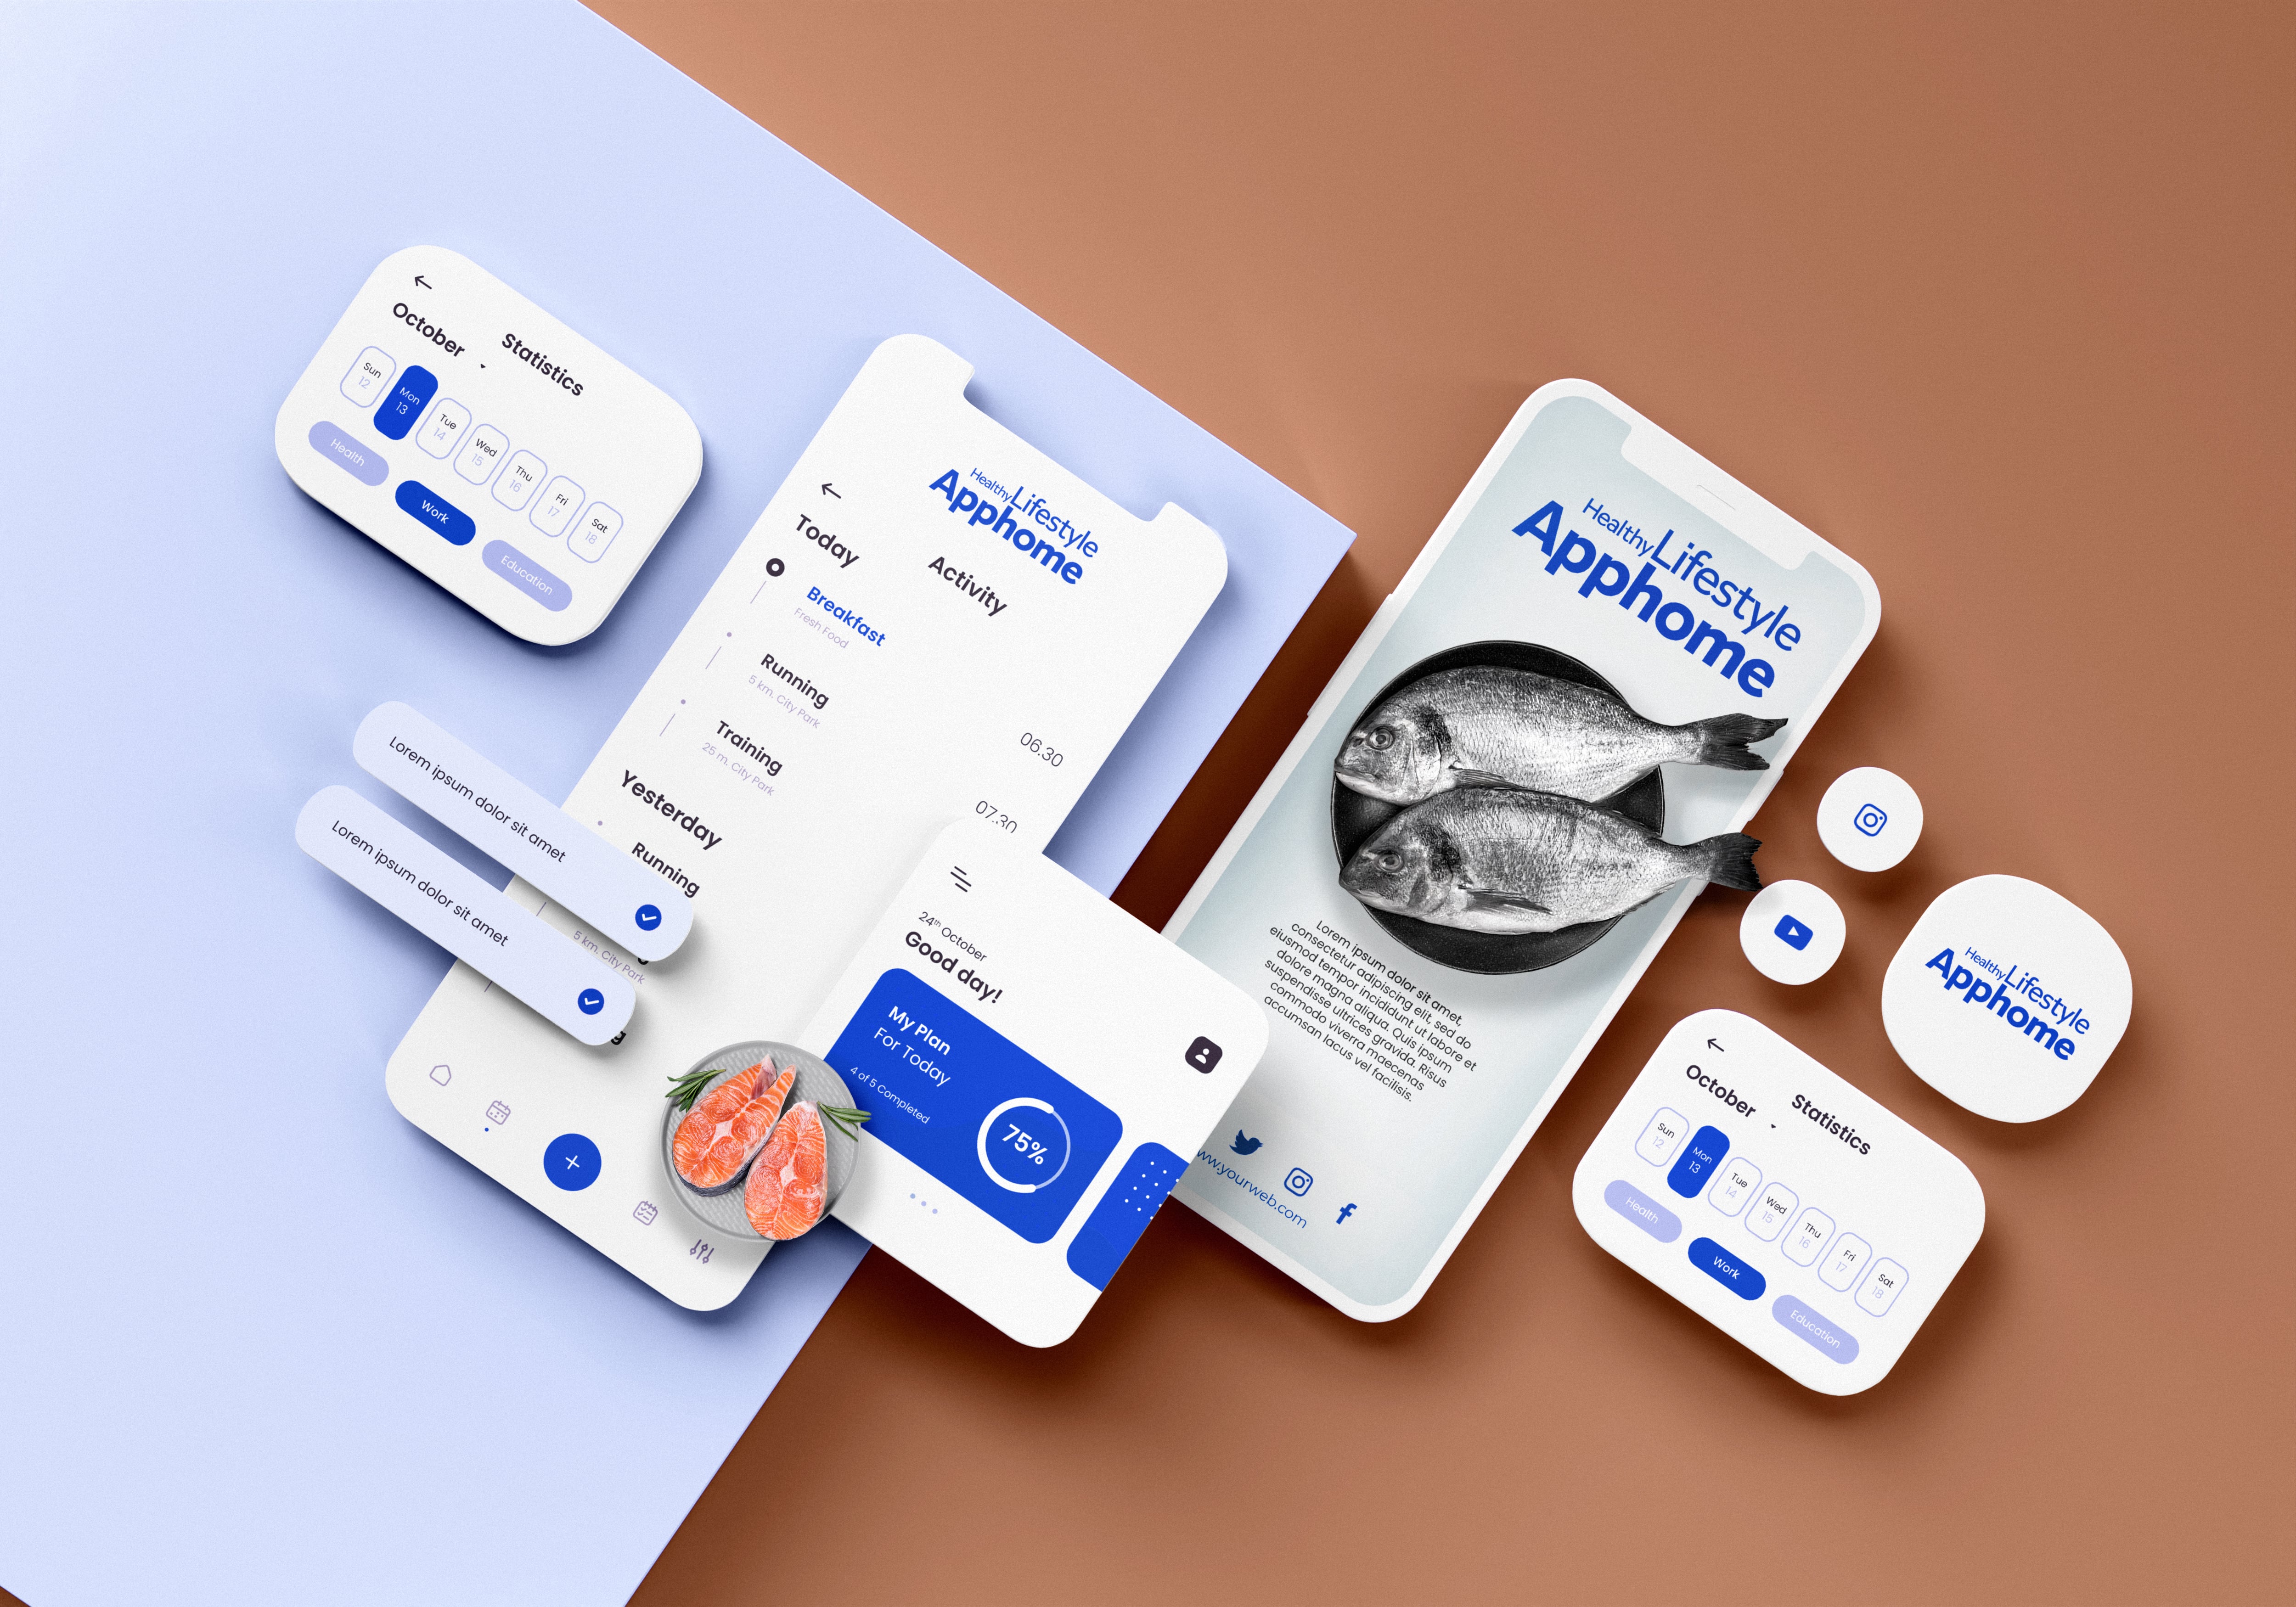 Statistics
October
Sun Mon Tue Wed Thu Fri Sat
12 13 14 15 16 17 18
Health Work Education
Lorem ipsum dolor sit amet
Lorem ipsum dolor sit amet
Healthy Lifestyle
Apphome
Activity
Today
Breakfast
Fresh Food
06.30
Running
5 km. City Park
07.30
Training
25 m. City Park
Yesterday
Running
5 km. City Park
g
24th October
Good day!
My Plan
For Today
4 of 5 Completed
75%
Healthy Lifestyle
Apphome
Lorem ipsum dolor sit amet,
consectetur adipiscing elit, sed do
eiusmod tempor incididunt ut labore et
dolore magna aliqua. Quis ipsum
suspendisse ultrices gravida. Risus
commodo viverra maecenas
accumsan lacus vel facilisis.
www.yourweb.com
Healthy Lifestyle
Apphome
Statistics
October
Sun Mon Tue Wed Thu Fri Sat
12 13 14 15 16 17 18
Health Work Education